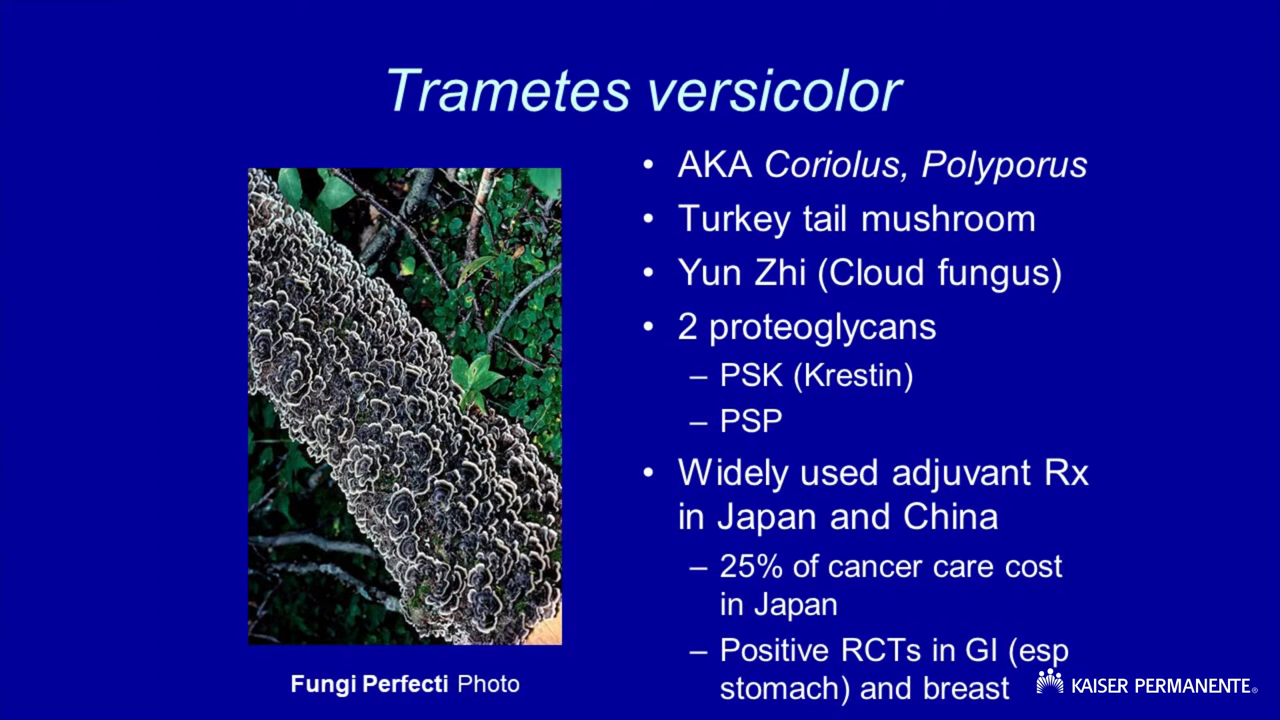 Trametes versicolor
• AKA Coriolus, Polyporus
• Turkey tail mushroom
• Yun Zhi (Cloud fungus)
• 2 proteoglycans
– PSK (Krestin)
– PSP
• Widely used adjuvant Rx
in Japan and China
– 25% of cancer care cost
in Japan
– Positive RCTs in GI (esp
stomach) and breast
Fungi Perfecti Photo
KAISER PERMANENTE®